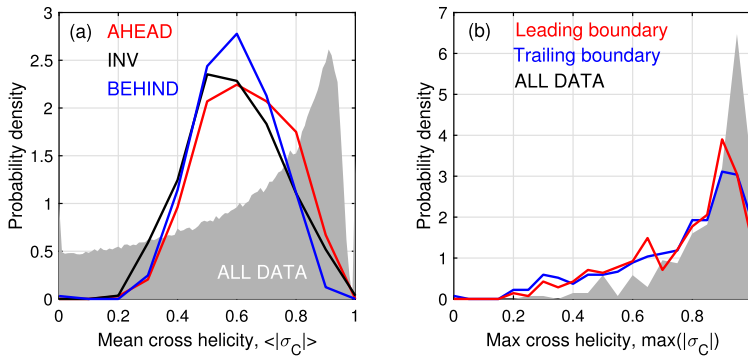 (a)
AHEAD
INV
BEHIND
ALL DATA
Probability density
3
2.5
2
1.5
1
0.5
0
0
0.2
0.4
0.6
0.8
1
Mean cross helicity, <|σC|>
(b)
Leading boundary
Trailing boundary
ALL DATA
Probability density
7
6
5
4
3
2
1
0
0
0.2
0.4
0.6
0.8
1
Max cross helicity, max(|σC|)